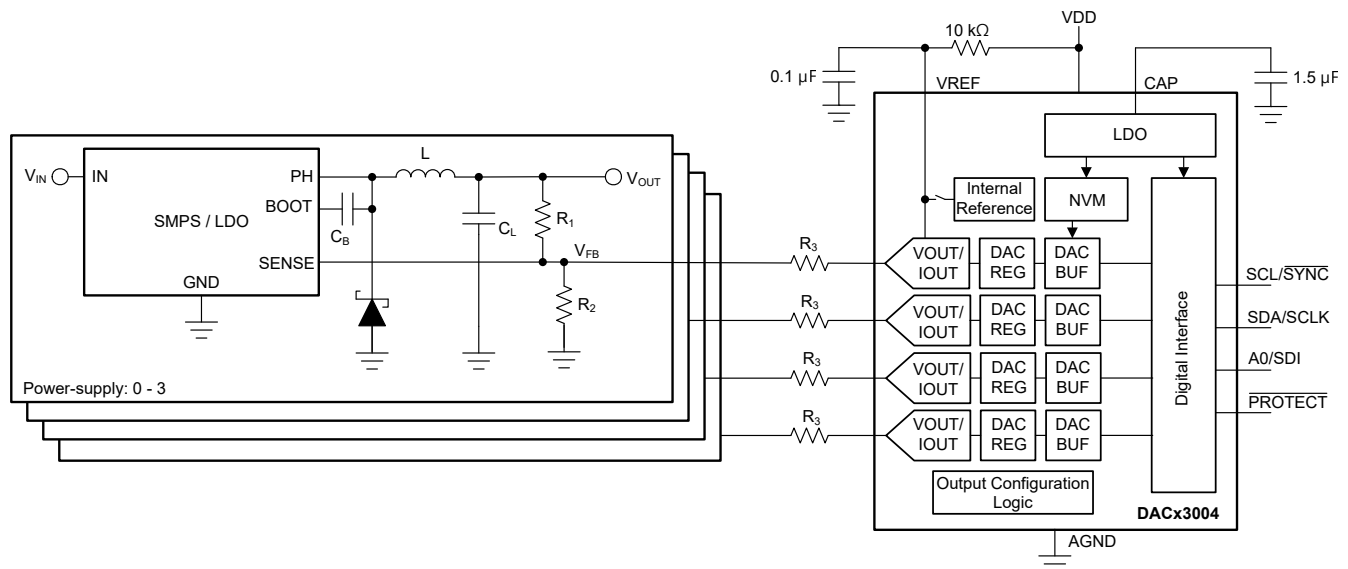 VDD
10 kΩ
0.1 µF
VREF
CAP
1.5 µF
LDO
L
VIN
IN
PH
VOUT
Internal
Reference
NVM
BOOT
SMPS / LDO
CB
CL
R1
SENSE
VFB
R3
VOUT/
IOUT
DAC
REG
DAC
BUF
SCL/SYNC
GND
R2
R3
VOUT/
IOUT
DAC
REG
DAC
BUF
Digital Interface
SDA/SCLK
R3
VOUT/
IOUT
DAC
REG
DAC
BUF
A0/SDI
Power-supply: 0 - 3
PROTECT
R3
VOUT/
IOUT
DAC
REG
DAC
BUF
Output Configuration
Logic
DACx3004
AGND